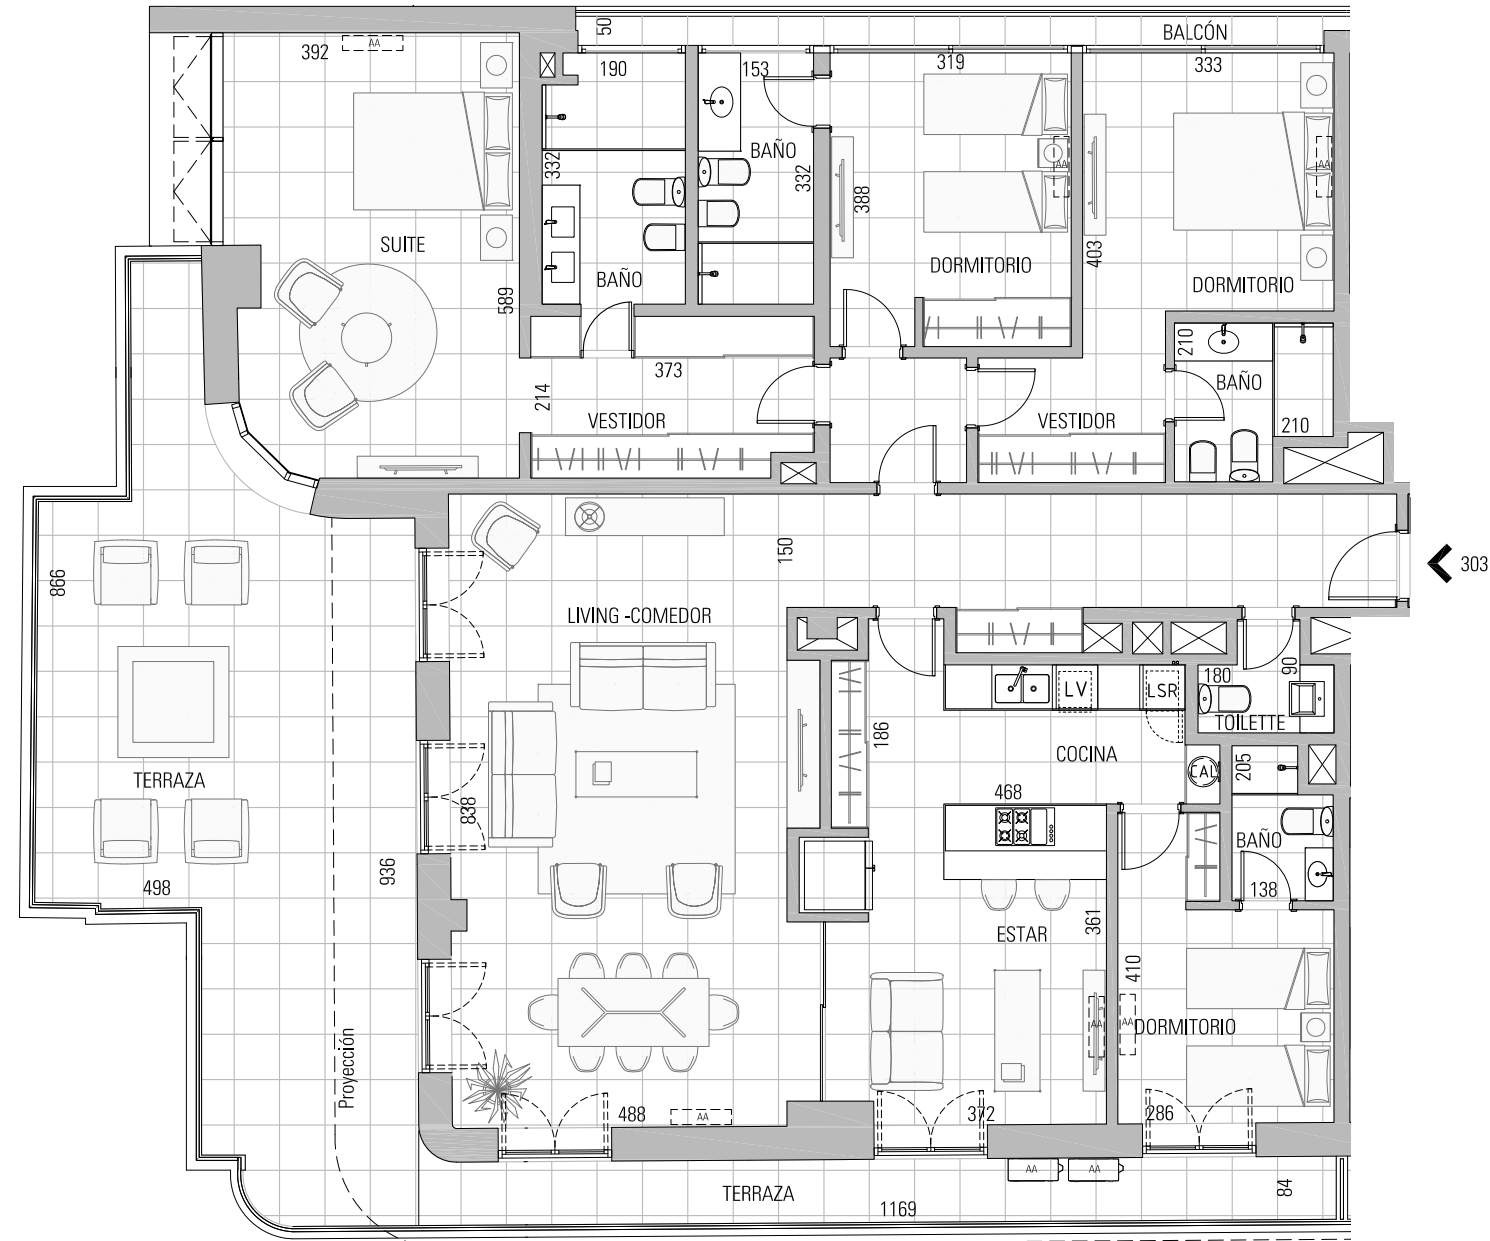 50
BALCÓN
392
AA
190
153
319
333
BAÑO
332
332
388
AA
AA
SUITE
403
DORMITORIO
BAÑO
DORMITORIO
589
210
373
BAÑO
214
VESTIDOR
VESTIDOR
210
150
303
866
LIVING -COMEDOR
90
180
LV
LSR
TOILETTE
186
COCINA
TERRAZA
205
CAL
468
838
BAÑO
936
498
138
361
ESTAR
410
AA
AA
DORMITORIO
Proyección
488
AA
372
286
AA
AA
TERRAZA
84
1169